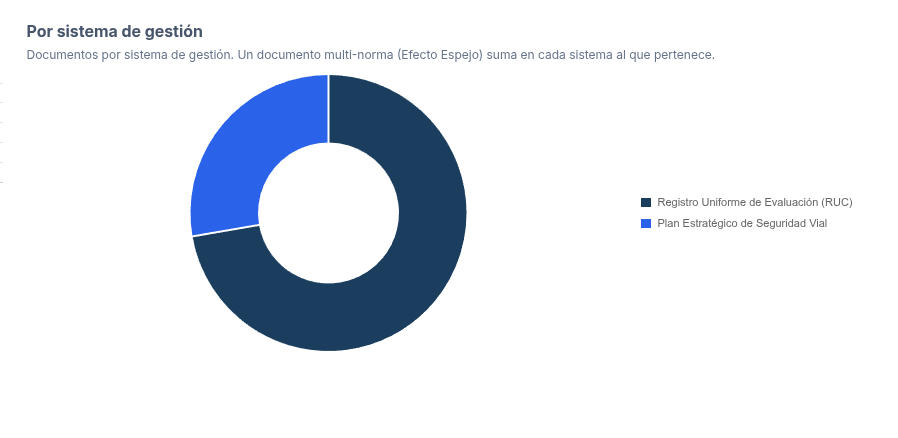 Por sistema de gestión
Documentos por sistema de gestión. Un documento multi-norma (Efecto Espejo) suma en cada sistema al que pertenece.
Registro Uniforme de Evaluación (RUC)
Plan Estratégico de Seguridad Vial